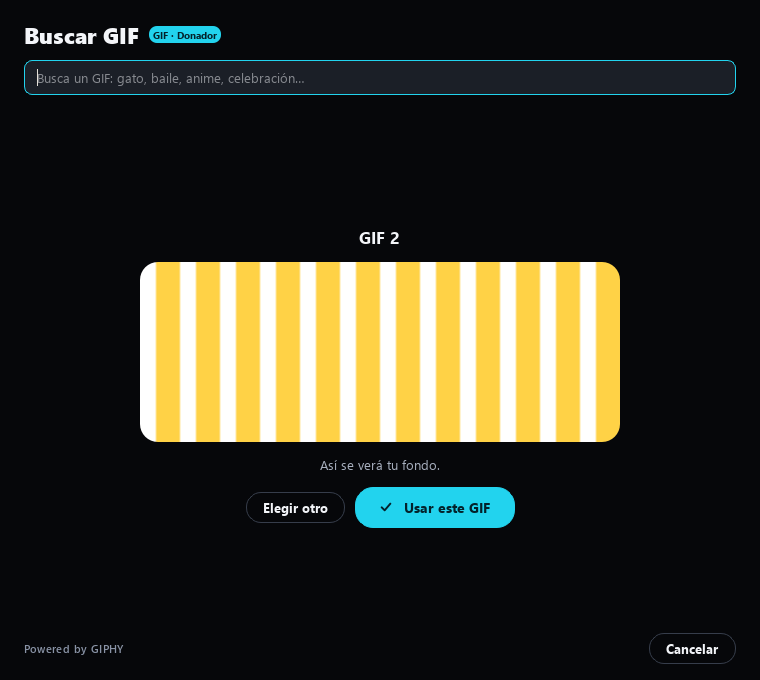 Buscar GIF
GIF · Donador
Busca un GIF: gato, baile, anime, celebración...
GIF 2
Así se verá tu fondo.
Elegir otro
Usar este GIF
Powered by GIPHY
Cancelar